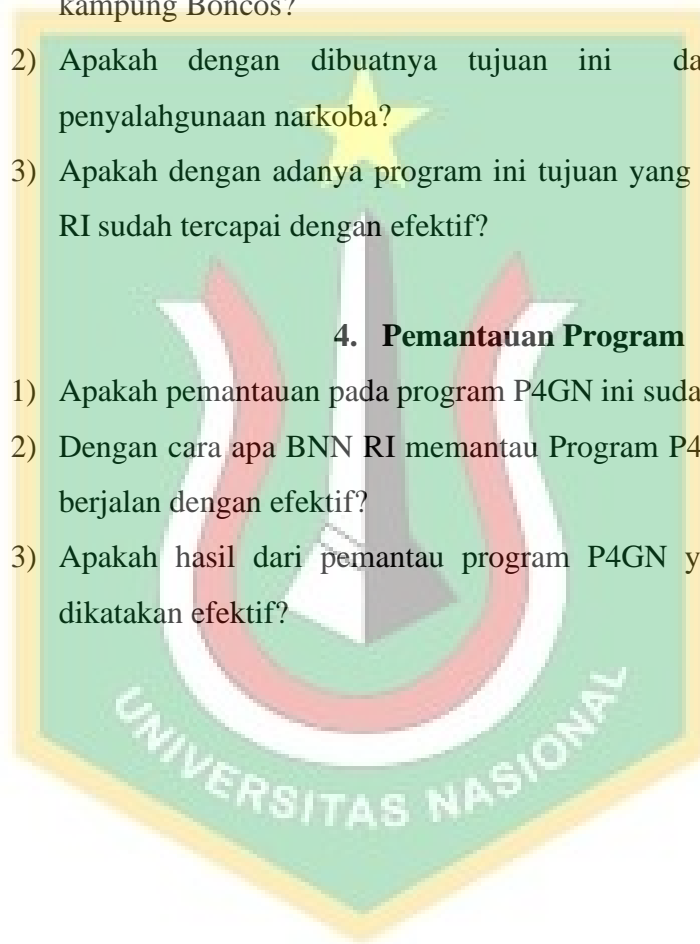 kampung Boncos?
2) Apakah dengan dibuatnya tujuan ini da
penyalahgunaan narkoba?
3) Apakah dengan adanya program ini tujuan yang
RI sudah tercapai dengan efektif?
4. Pemantauan Program
1) Apakah pemantauan pada program P4GN ini suda
2) Dengan cara apa BNN RI memantau Program P4
berjalan dengan efektif?
3) Apakah hasil dari pemantau program P4GN y
dikatakan efektif?
UNIVERSITAS NASIONAL